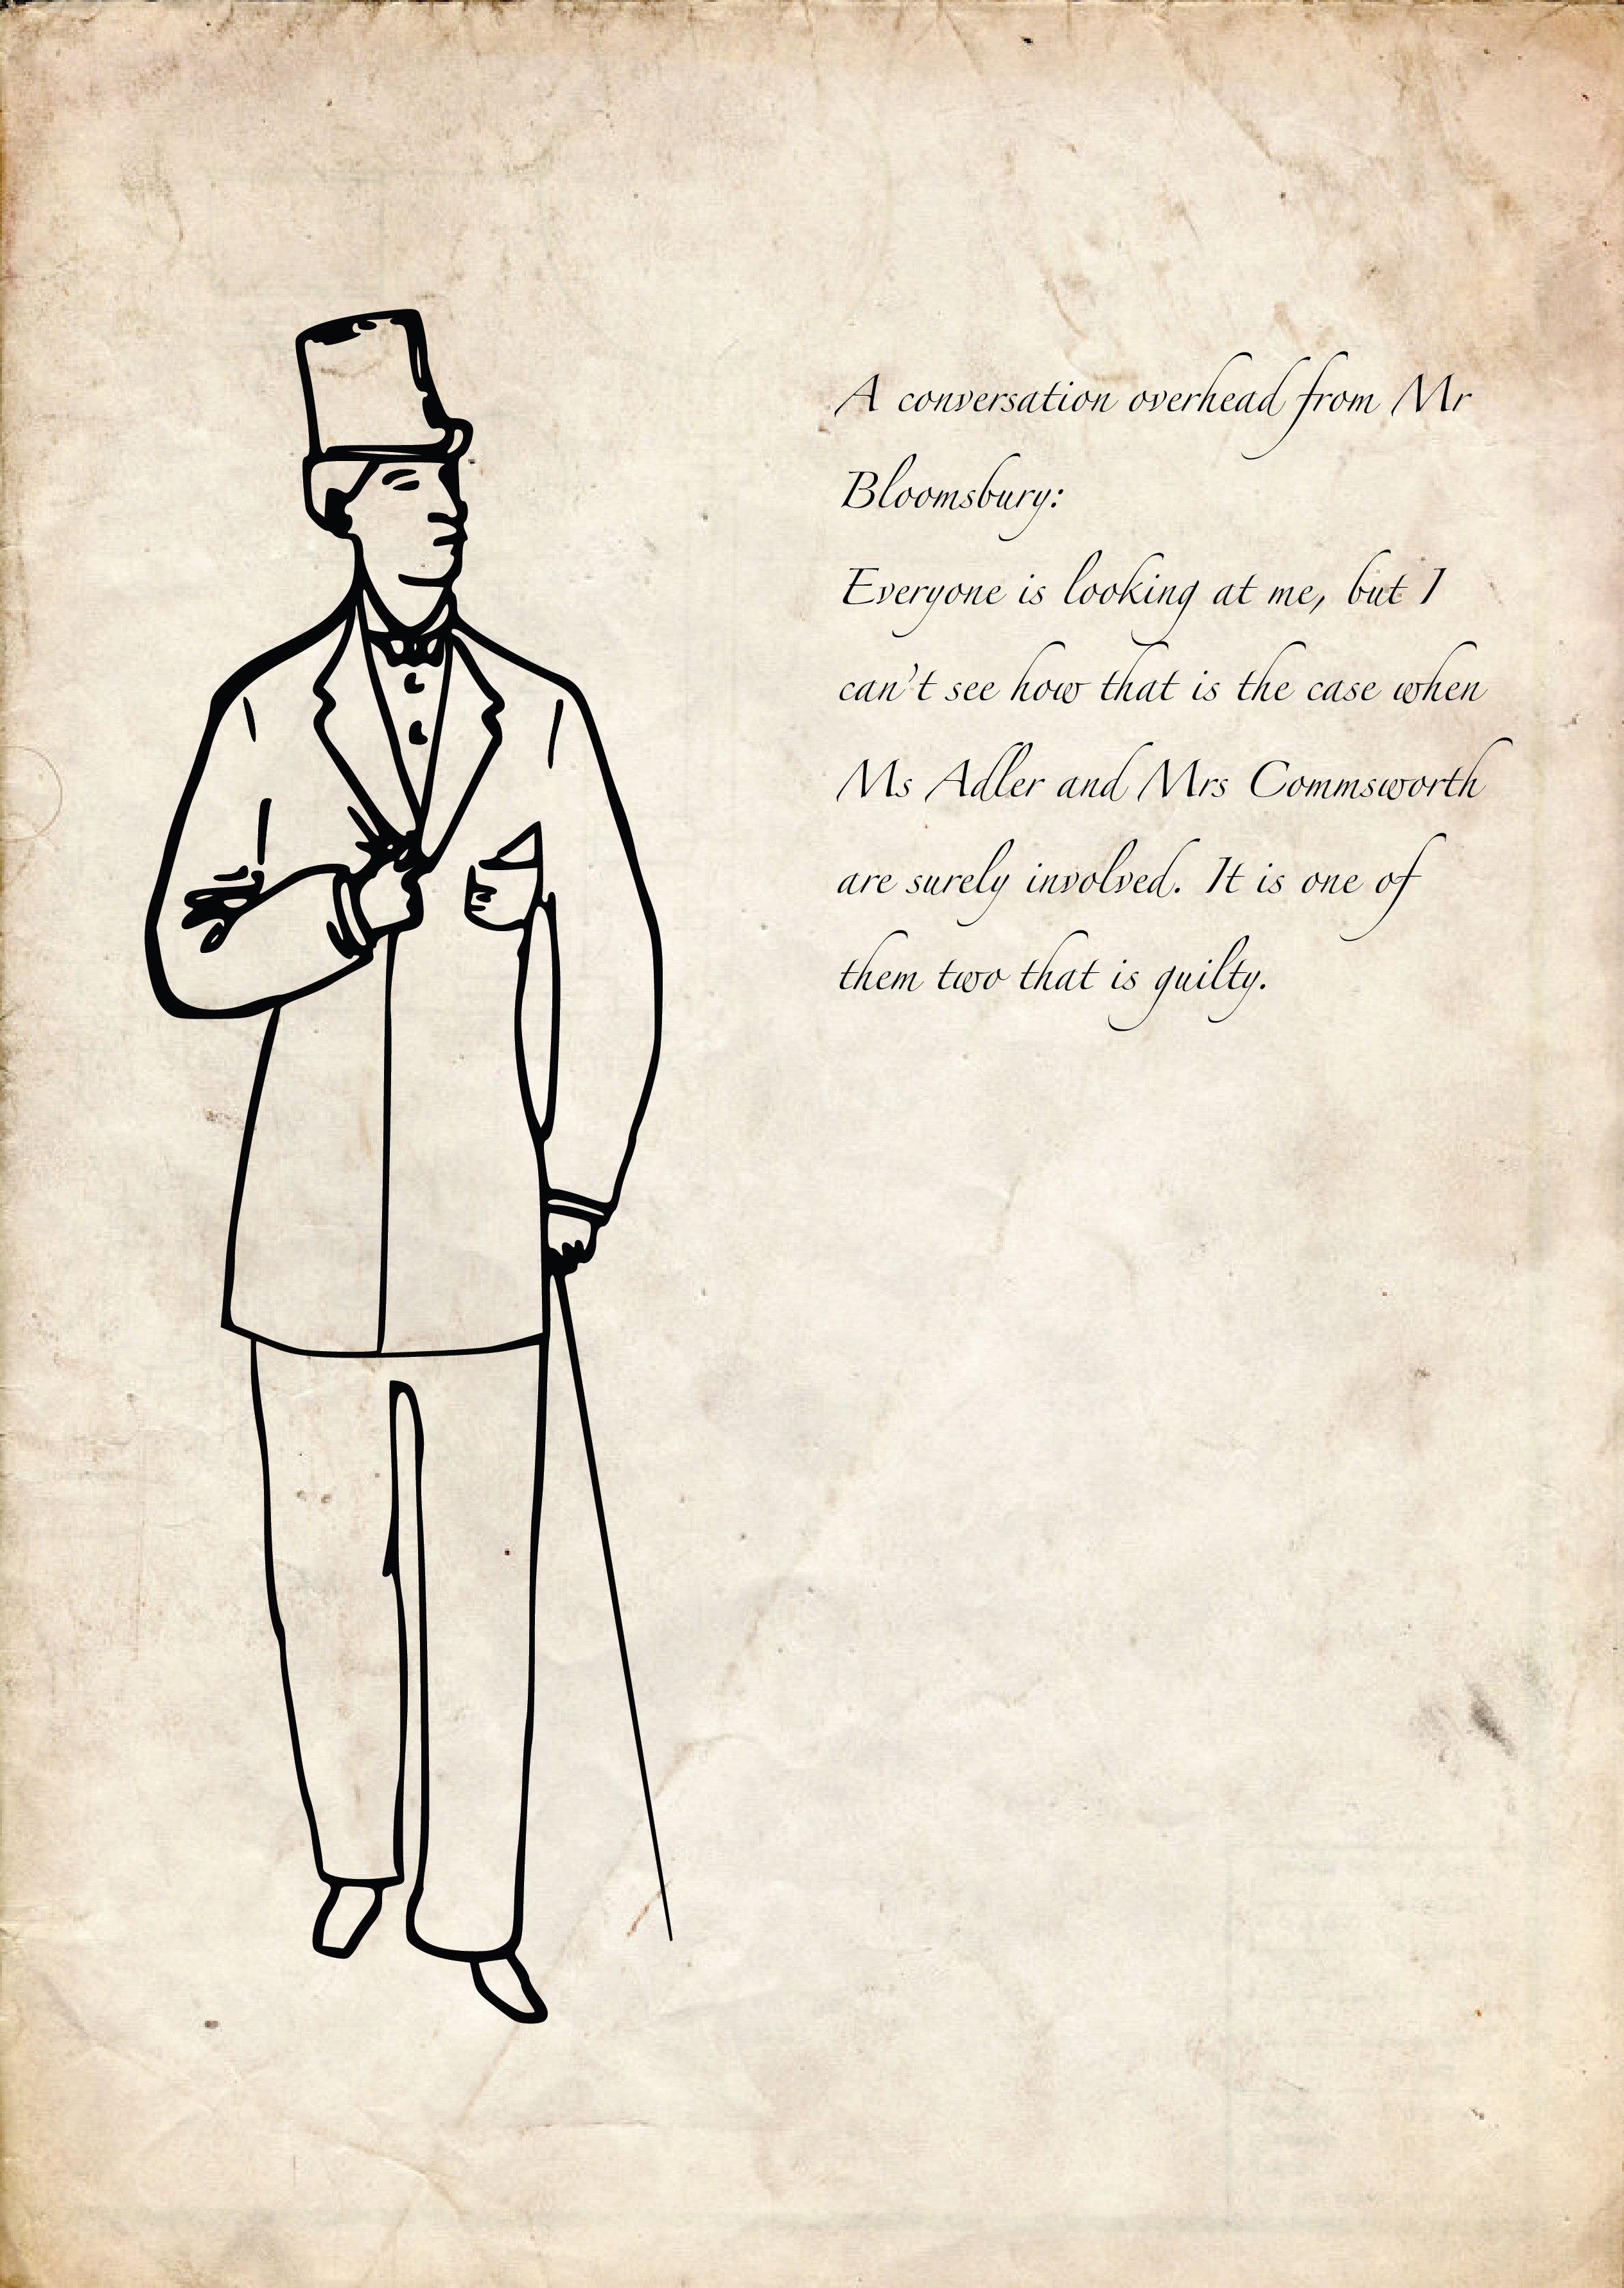 A conversation overhead from Mr
Bloomsbury:
Everyone is looking at me, but I
can't see how that is the case when
Ms Adler and Mrs Commsworth
are surely involved. It is one of
them two that is guilty.